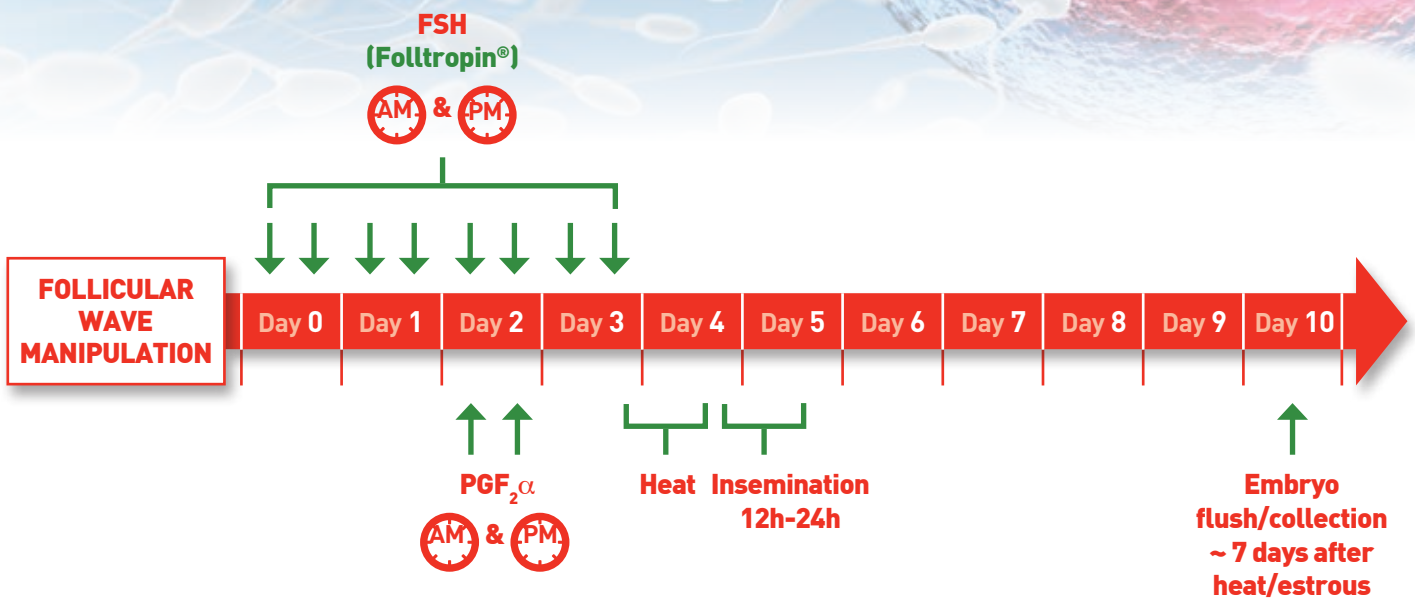 FSH
(Folltropin®)
AM & PM
FOLLICULAR
WAVE
MANIPULATION
Day 0 Day 1 Day 2 Day 3 Day 4 Day 5 Day 6 Day 7 Day 8 Day 9 Day 10
PGF₂α
AM & PM
Heat
Insemination
12h-24h
Embryo
flush/collection
~ 7 days after
heat/estrous